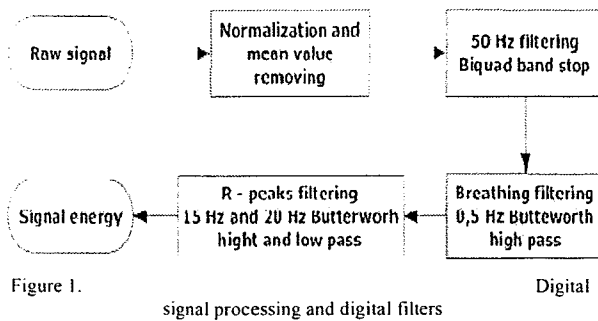 Raw signal
Normalization and
mean value
removing
50 Hz filtering
Biquad band stop
Breathing filtering
0,5 Hz Butteworth
high pass
R - peaks filtering
15 Hz and 20 Hz Butterworh
hight and low pass
Signal energy
Figure 1. Digital
signal processing and digital filters